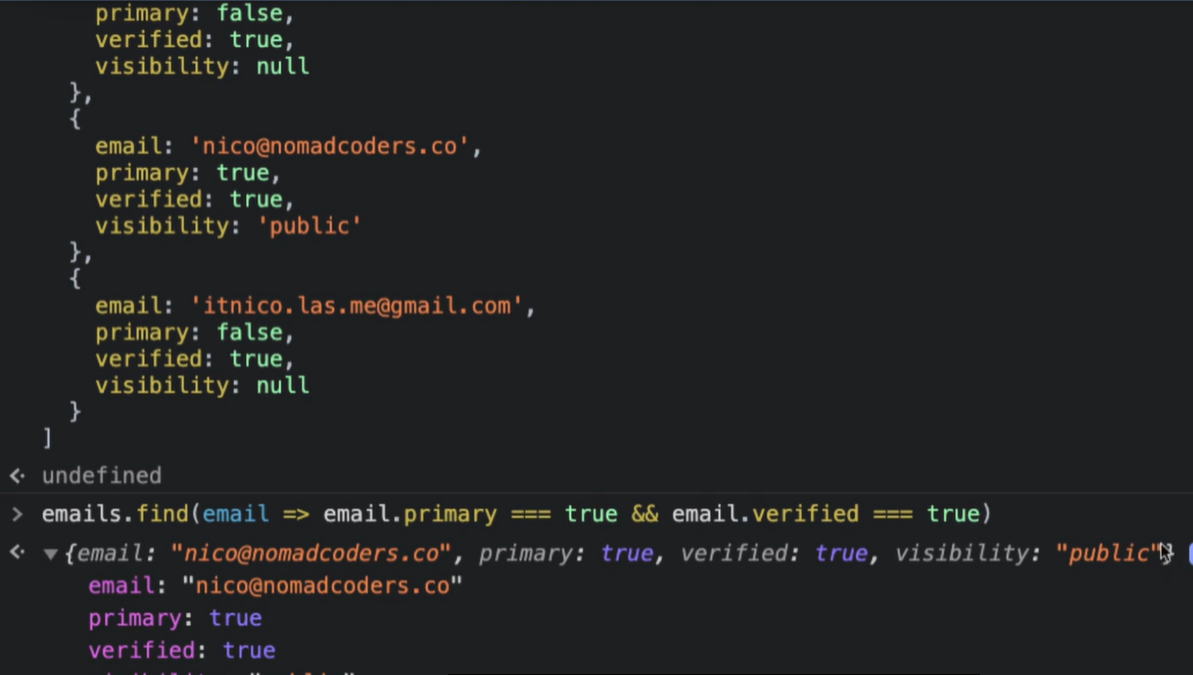 primary: false,
verified: true,
visibility: null
},
{
email: 'nico@nomadcoders.co',
primary: true,
verified: true,
visibility: 'public'
},
{
email: 'itnico.las.me@gmail.com',
primary: false,
verified: true,
visibility: null
}
]
undefined
> emails.find(email => email.primary === true && email.verified === true)
▼{email: "nico@nomadcoders.co", primary: true, verified: true, visibility: "public"}
email: "nico@nomadcoders.co"
primary: true
verified: true